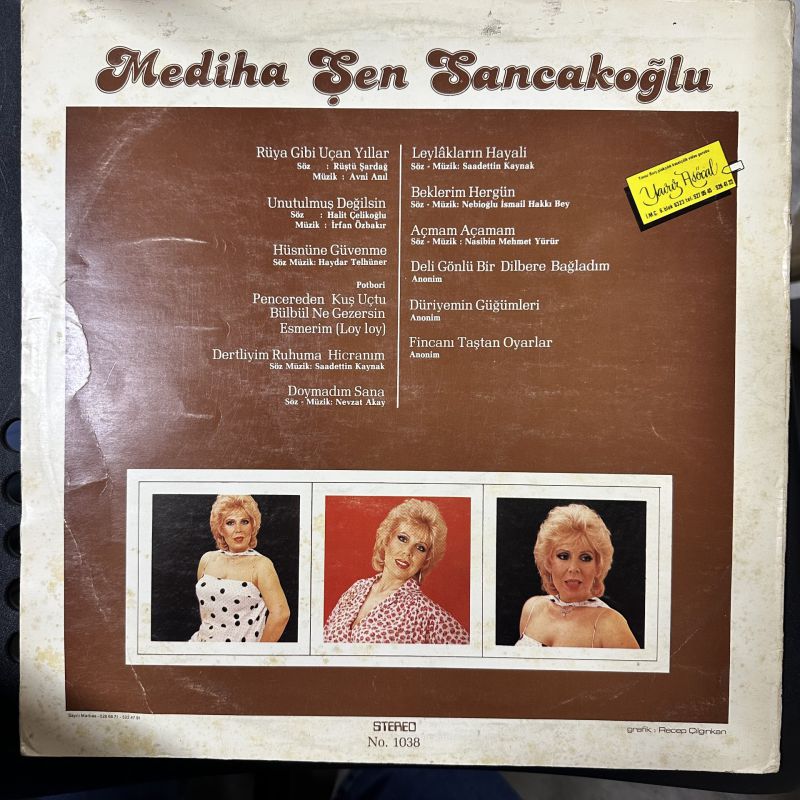 Mediha Şen Sancakoğlu
Rüya Gibi Uçan Yıllar
Söz : Rüştü Şardağ
Müzik : Avni Anıl
Unutulmuş Değilsin
Söz : Halit Çelikoğlu
Müzik : İrfan Özbakır
Hüsnüne Güvenme
Söz Müzik: Haydar Telhüner
Potbori
Pencereden Kuş Uçtu
Bülbül Ne Gezersin
Esmerim (Loy loy)
Dertliyim Ruhuma Hicranım
Söz Müzik: Saadettin Kaynak
Doymadım Sana
Söz - Müzik: Nevzat Akay
Leylâkların Hayali
Söz - Müzik: Saadettin Kaynak
Beklerim Hergün
Söz - Müzik: Nebioğlu İsmail Hakkı Bey
Açmam Açamam
Söz - Müzik : Nasibin Mehmet Yürür
Deli Gönlü Bir Dilbere Bağladım
Anonim
Düriyemin Güğümleri
Anonim
Fincanı Taştan Oyarlar
Anonim
Yavuz Asöcal
STEREO
No. 1038
grafik : Recep Çilginkan